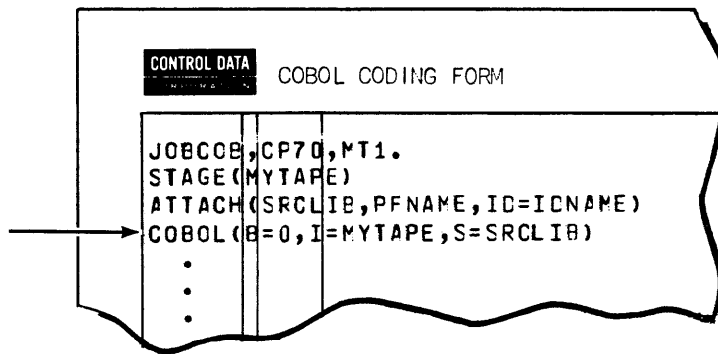 CONTROL DATA
CORPORATION
COBOL CODING FORM
JOBCOB,CP70,MT1.
STAGE(MYTAPE)
ATTACH(SRCLIB,PFNAME,ID=IDNAME)
COBOL(B=0,I=MYTAPE,S=SRCLIB)